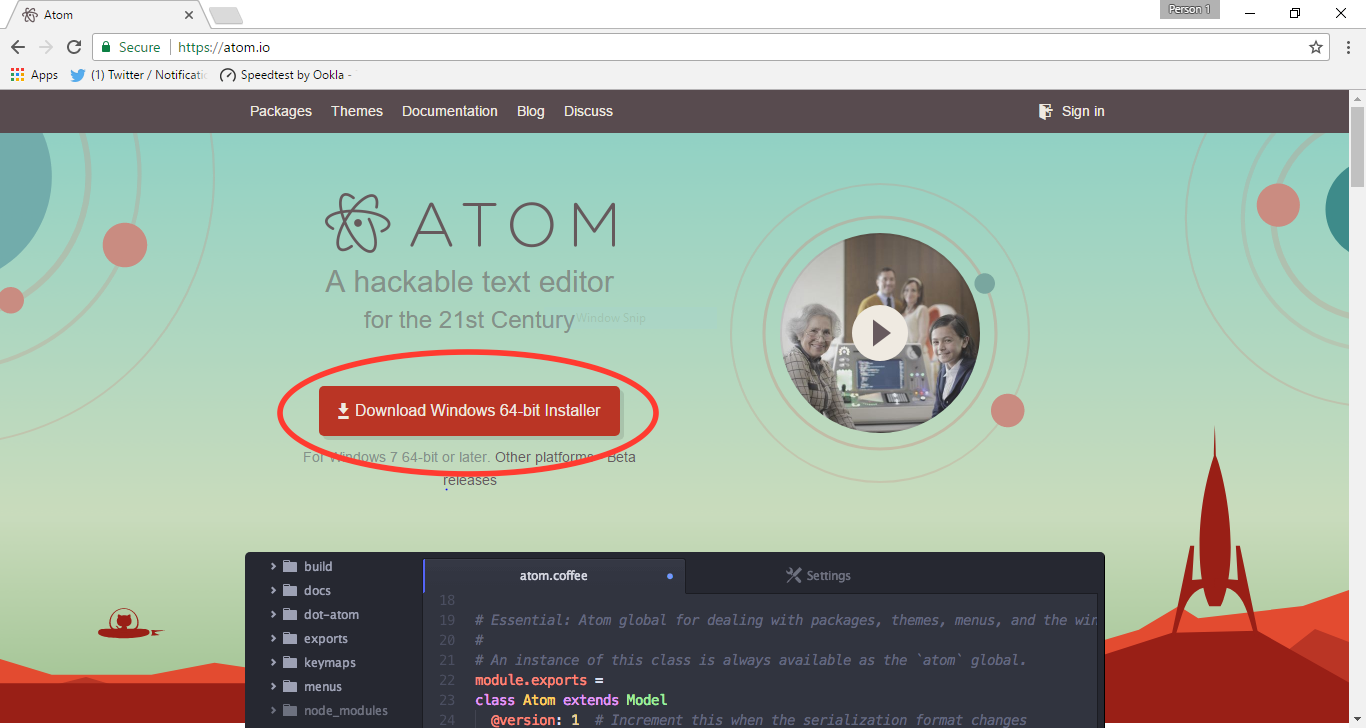 Atom
Person 1
Secure https://atom.io
Apps (1) Twitter / Notificati Speedtest by Ookla -
Packages Themes Documentation Blog Discuss Sign in
ATOM
A hackable text editor
for the 21st Century
Window Snip
Download Windows 64-bit Installer
For Windows 7 64-bit or later. Other platforms Beta
releases
build
docs
dot-atom
exports
keymaps
menus
node_modules
atom.coffee Settings
18
19 # Essential: Atom global for dealing with packages, themes, menus, and the win
20 #
21 # An instance of this class is always available as the `atom` global.
22 module.exports =
23 class Atom extends Model
24 @version: 1 # Increment this when the serialization format changes